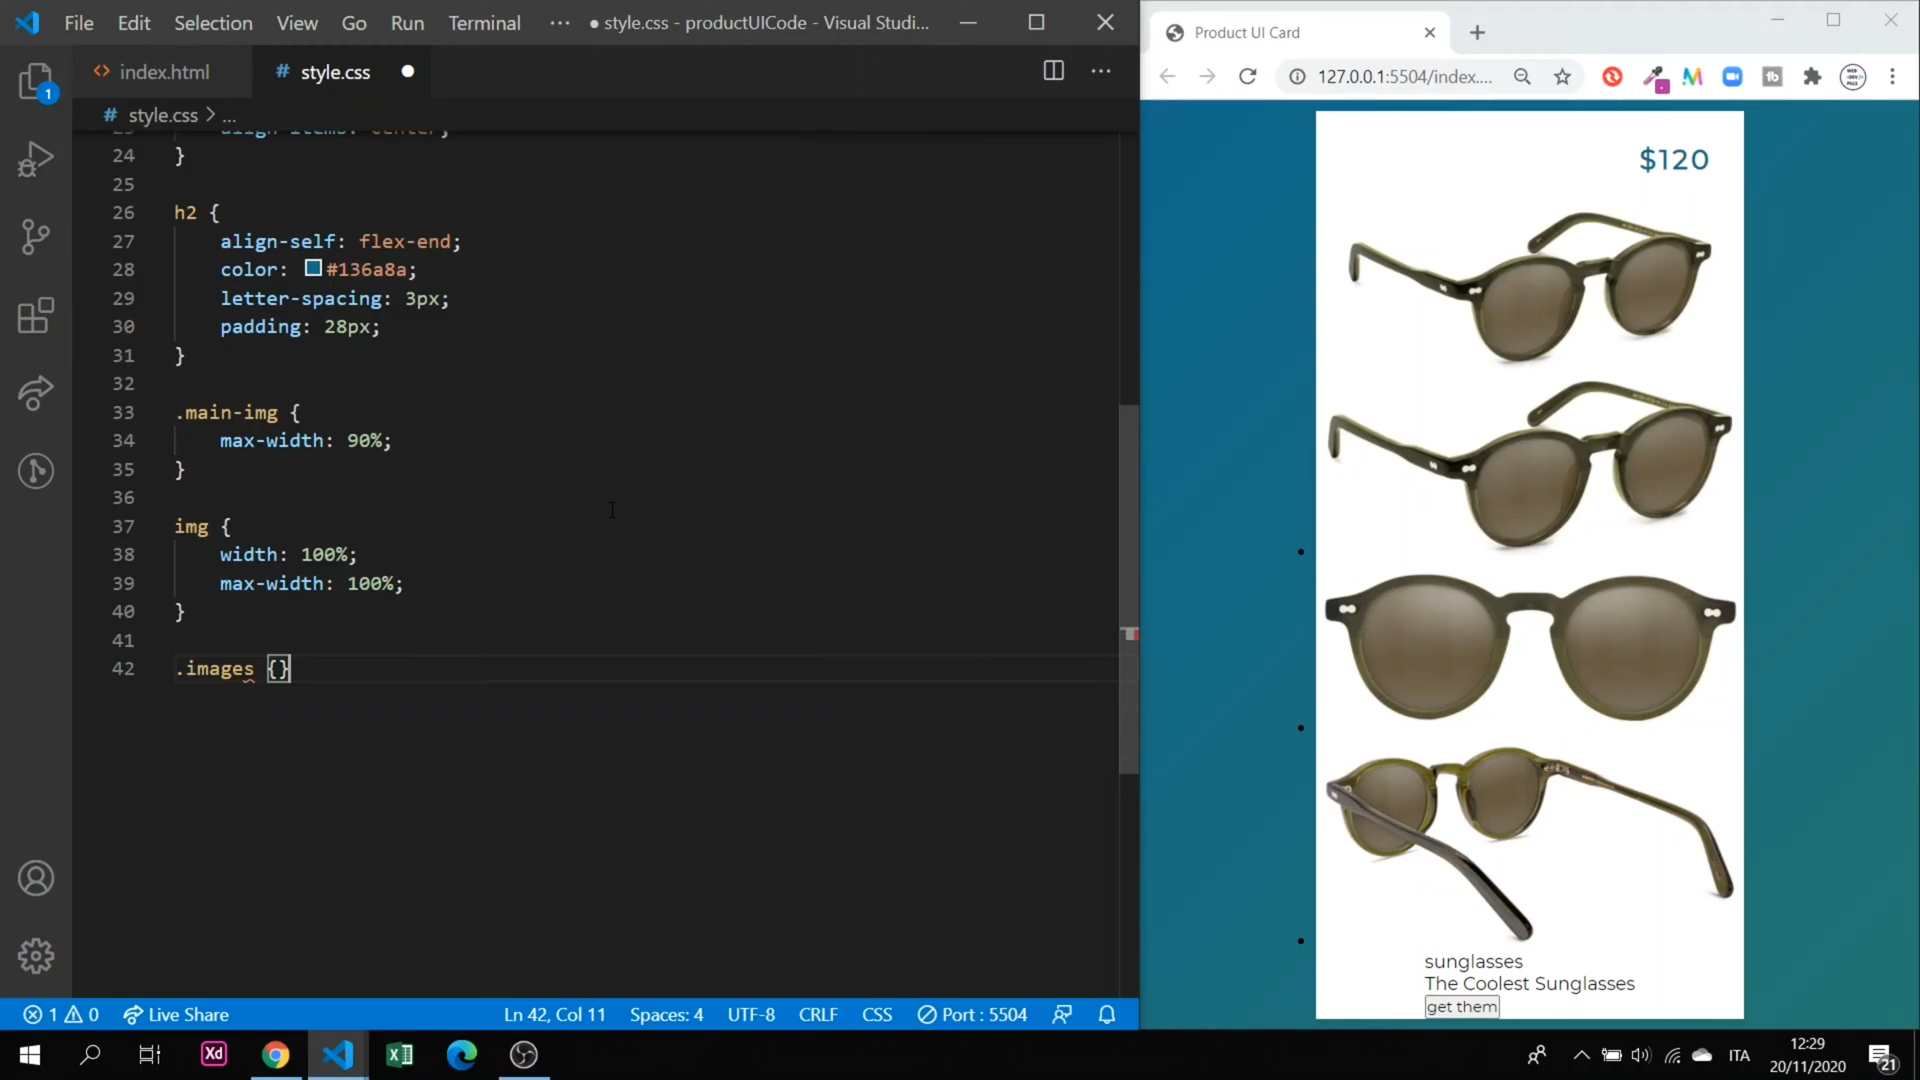 File Edit Selection View Go Run Terminal ··· ● style.css - productUICode - Visual Studi...
index.html
style.css
style.css > ...
24 }
25
26 h2 {
27 align-self: flex-end;
28 color: #136a8a;
29 letter-spacing: 3px;
30 padding: 28px;
31 }
32
33 .main-img {
34 max-width: 90%;
35 }
36
37 img {
38 width: 100%;
39 max-width: 100%;
40 }
41
42 .images {}
1
1 0 Live Share Ln 42, Col 11 Spaces: 4 UTF-8 CRLF CSS Port : 5504
Product UI Card
127.0.0.1:5504/index....
$120
sunglasses
The Coolest Sunglasses
get them
Xd
ITA
12:29
20/11/2020
21